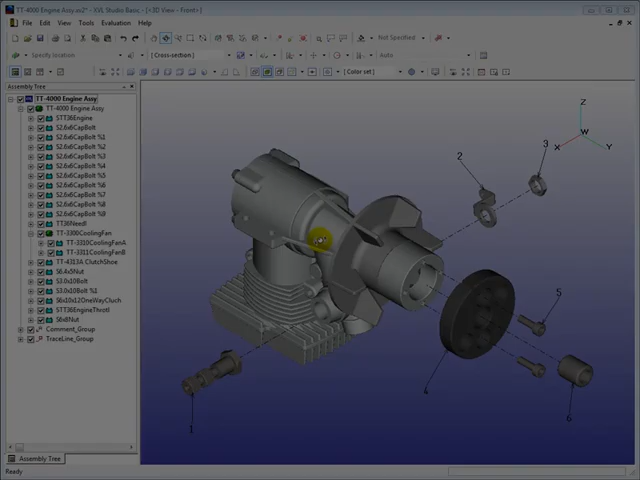 TT-4000 Engine Assy.xv2* - XVL Studio Basic - [<3D View - Front>]
File Edit View Tools Evaluation Help
Not Specified
Specify location
[Cross-section]
Auto
[Color set]
Assembly Tree
TT-4000 Engine Assy
TT-4000 Engine Assy
STT36Engine
S2.6x6CapBolt
S2.6x6CapBolt %1
S2.6x6CapBolt %2
S2.6x6CapBolt %3
S2.6x6CapBolt %4
S2.6x6CapBolt %5
S2.6x6CapBolt %6
S2.6x6CapBolt %7
S2.6x6CapBolt %8
S2.6x6CapBolt %9
TT36Needl
TT-3300CoolingFan
TT-3310CoolingFanA
TT-3311CoolingFanB
TT-4313A ClutchShoe
S6.4x5Nut
S3.0x10Bolt
S3.0x10Bolt %1
S6x10x12OneWayCluch
STT36EngineThrotl
S6x8Nut
Comment_Group
TraceLine_Group
Z
W
X
Y
2
3
5
4
6
1
Assembly Tree
Ready